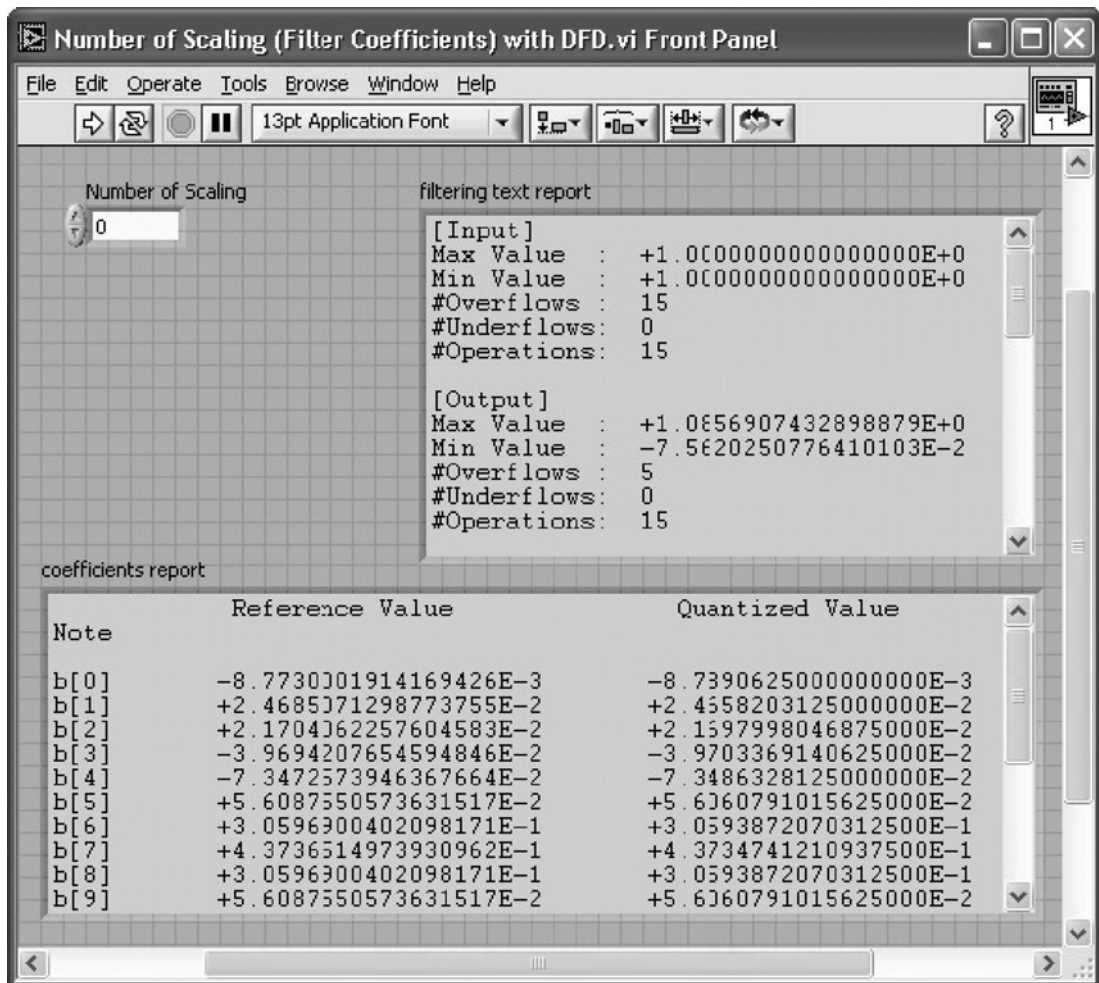 Number of Scaling (Filter Coefficients) with DFD.vi Front Panel
File Edit Operate Tools Browse Window Help
13pt Application Font
1
Number of Scaling
0
filtering text report
[Input]
Max Value : +1.0000000000000000E+0
Min Value : +1.0000000000000000E+0
#Overflows : 15
#Underflows: 0
#Operations: 15
[Output]
Max Value : +1.0856907432898879E+0
Min Value : -7.5620250776410103E-2
#Overflows : 5
#Underflows: 0
#Operations: 15
coefficients report
Reference Value Quantized Value
Note
b[0] -8.7730001914169426E-3 -8.7890625000000000E-3
b[1] +2.4685071298773755E-2 +2.4658203125000000E-2
b[2] +2.1704062257604583E-2 +2.1697998046875000E-2
b[3] -3.9694207654594846E-2 -3.9703369140625000E-2
b[4] -7.3472573946367664E-2 -7.3486328125000000E-2
b[5] +5.6087550573631517E-2 +5.6060791015625000E-2
b[6] +3.0596900402098171E-1 +3.0593872070312500E-1
b[7] +4.3736514973930962E-1 +4.3734741210937500E-1
b[8] +3.0596900402098171E-1 +3.0593872070312500E-1
b[9] +5.6087550573631517E-2 +5.6060791015625000E-2